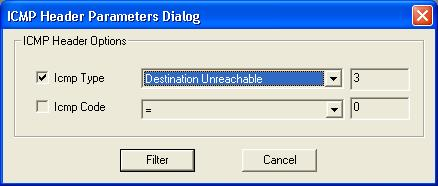 ICMP Header Parameters Dialog
ICMP Header Options
Icmp Type Destination Unreachable 3
Icmp Code = 0
Filter Cancel